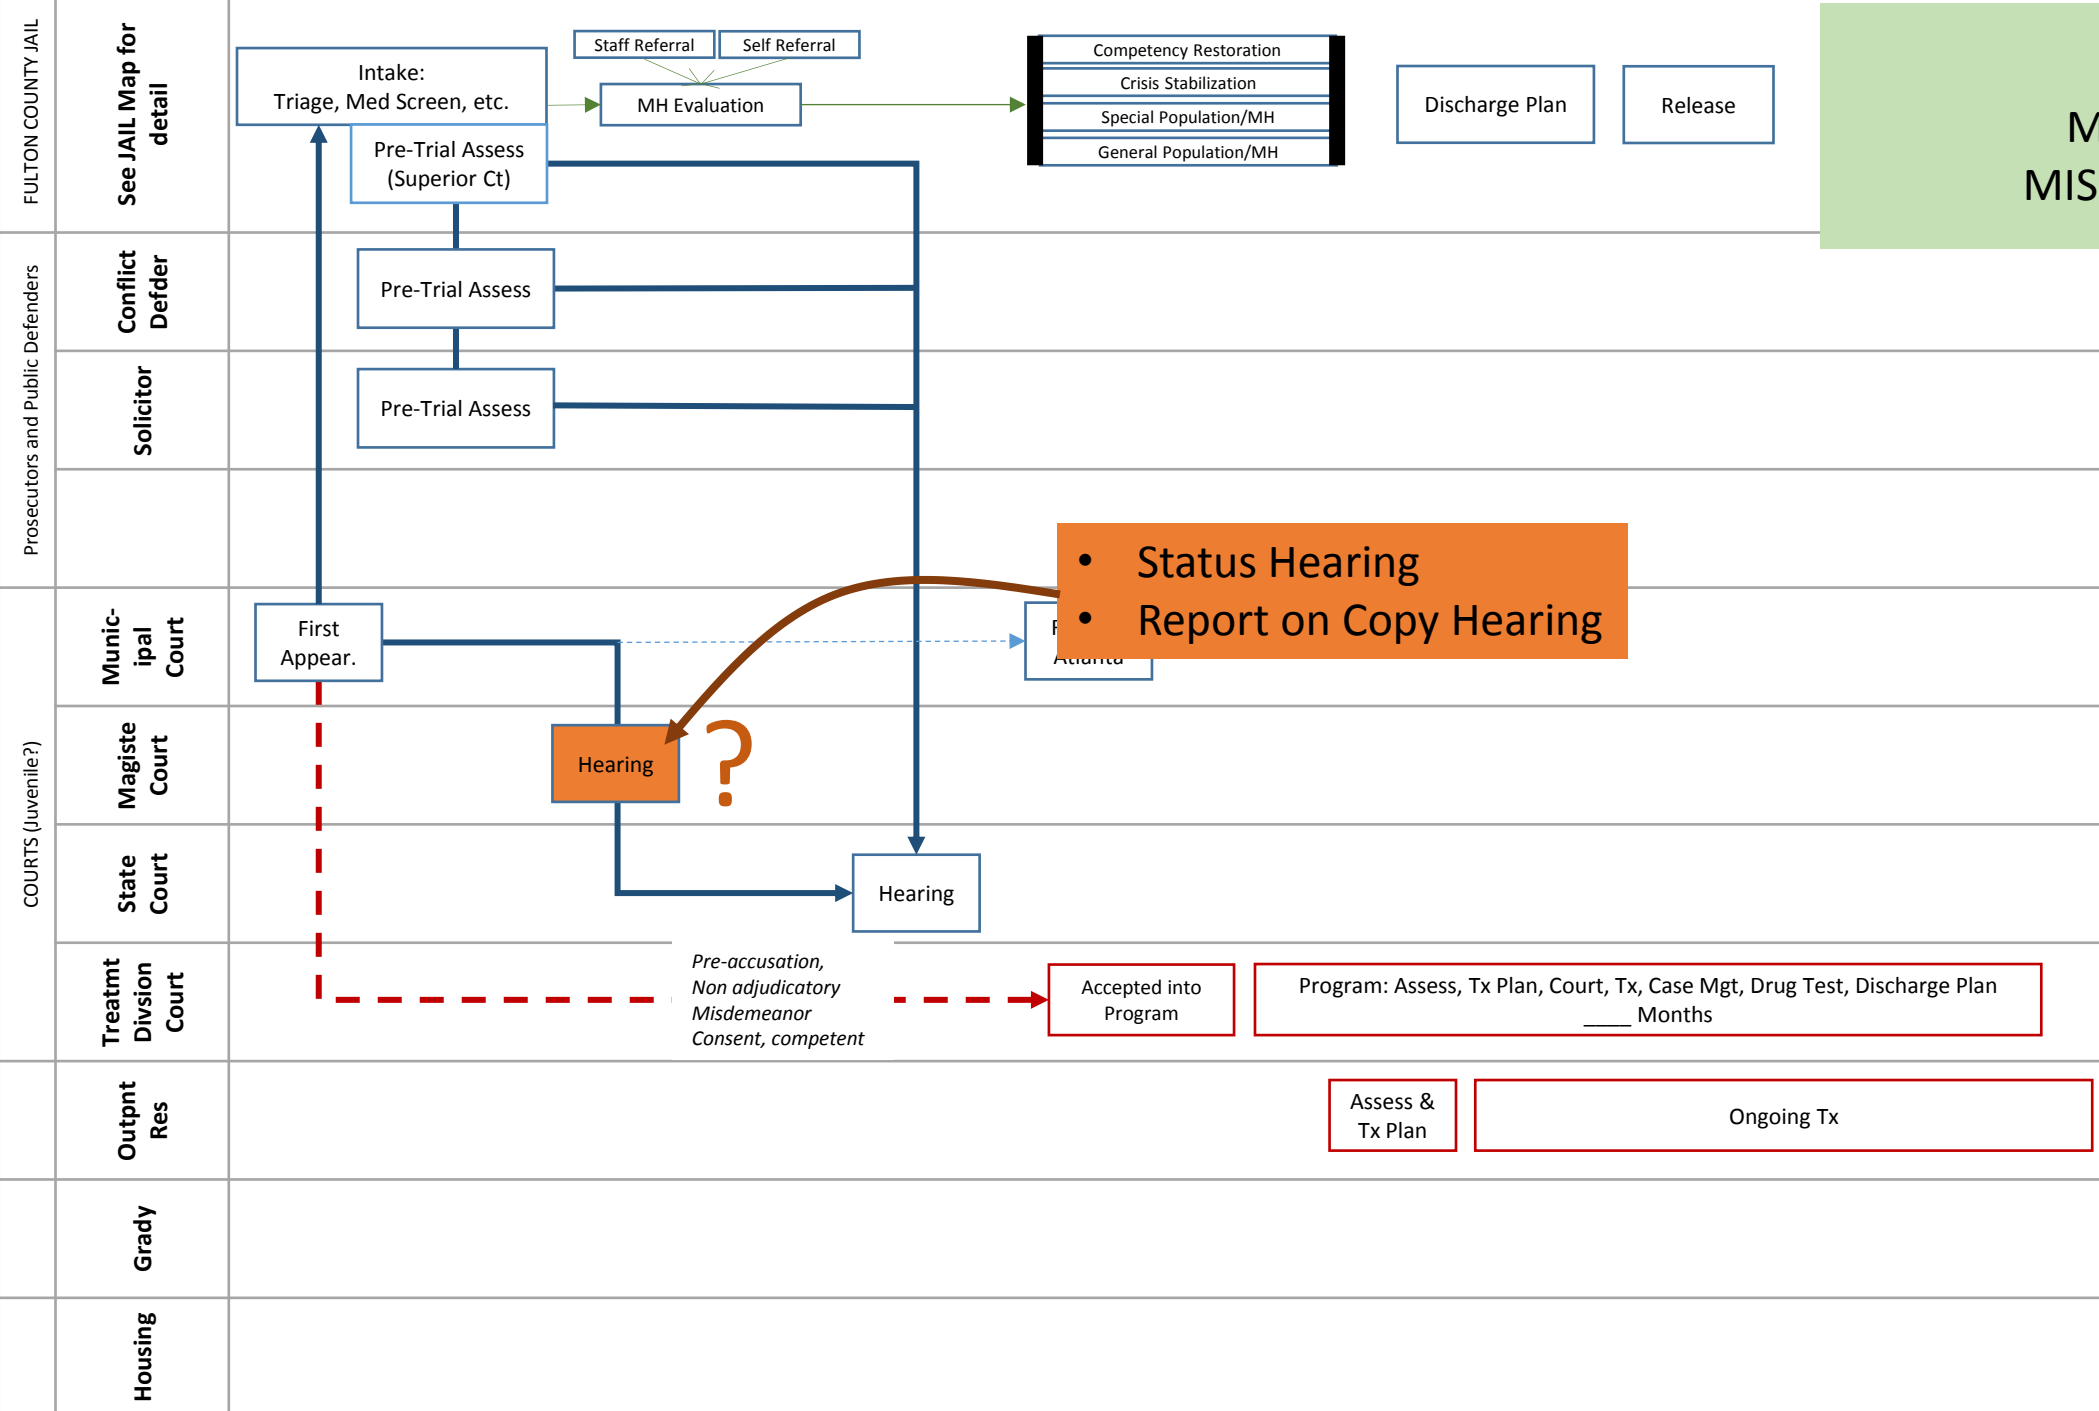 FULTON COUNTY JAIL
See JAIL Map for
detail
Intake:
Triage, Med Screen, etc.
Staff Referral
Self Referral
MH Evaluation
Competency Restoration
Crisis Stabilization
Special Population/MH
General Population/MH
Discharge Plan
Release
M
MIS
Pre-Trial Assess
(Superior Ct)
Prosecutors and Public Defenders
Conflict
Defder
Pre-Trial Assess
Solicitor
Pre-Trial Assess
• Status Hearing
• Report on Copy Hearing
COURTS (Juvenile?)
Munic-
ipal
Court
First
Appear.
Atlanta
Magiste
Court
Hearing
?
State
Court
Hearing
Treatmt
Divsion
Court
Pre-accusation,
Non adjudicatory
Misdemeanor
Consent, competent
Accepted into
Program
Program: Assess, Tx Plan, Court, Tx, Case Mgt, Drug Test, Discharge Plan
____ Months
Outpnt
Res
Assess &
Tx Plan
Ongoing Tx
Grady
Housing